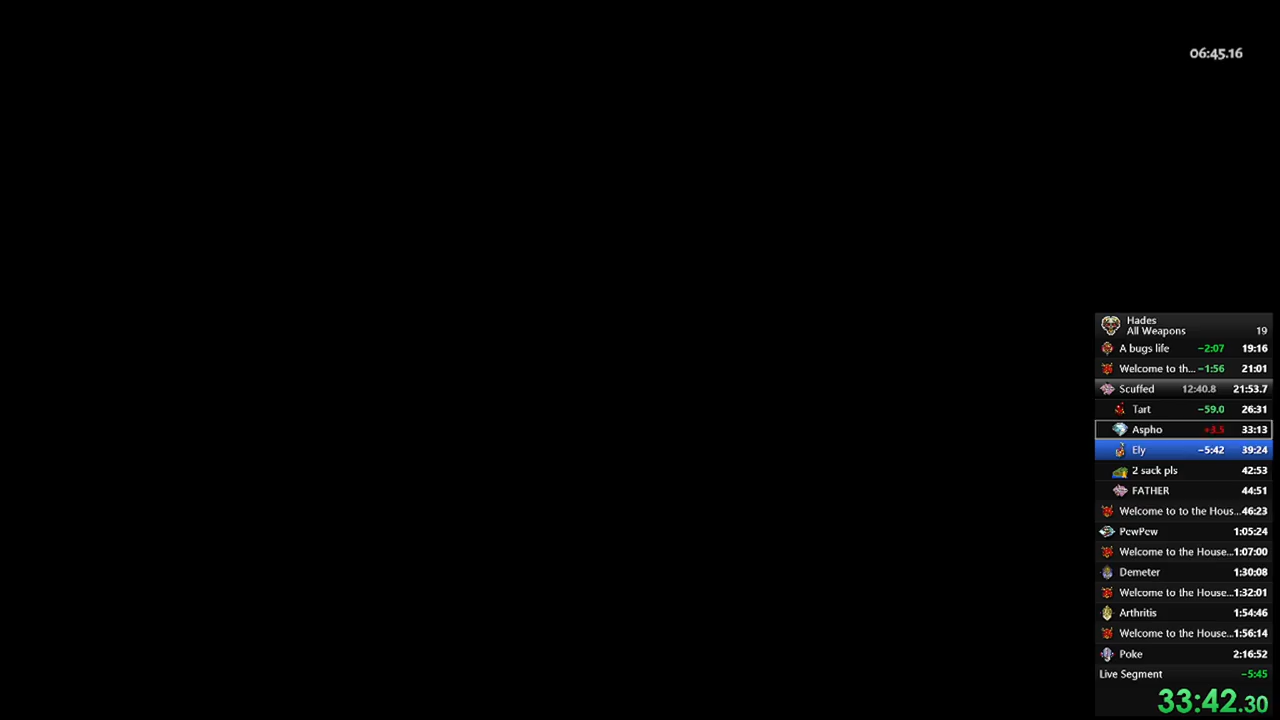 06:45.16
Hades
All Weapons 19
A bugs life -2:07 19:16
Welcome to th... -1:56 21:01
Scuffed 12:40.8 21:53.7
Tart -59.0 26:31
Aspho +3.5 33:13
Ely -5:42 39:24
2 sack pls 42:53
FATHER 44:51
Welcome to to the Hous... 46:23
PewPew 1:05:24
Welcome to the House... 1:07:00
Demeter 1:30:08
Welcome to the House... 1:32:01
Arthritis 1:54:46
Welcome to the House... 1:56:14
Poke 2:16:52
Live Segment -5:45
33:42.30